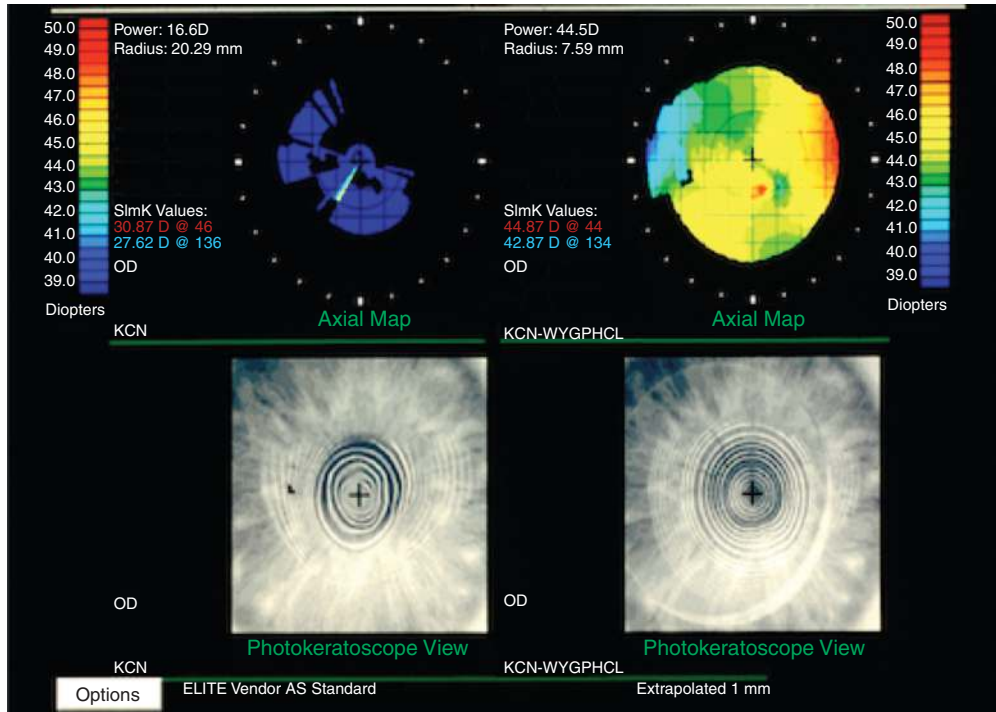 50.0
49.0
48.0
47.0
46.0
45.0
44.0
43.0
42.0
41.0
40.0
39.0
Diopters
Power: 16.6D
Radius: 20.29 mm
SlmK Values:
30.87 D @ 46
27.62 D @ 136
OD
Axial Map
KCN
Power: 44.5D
Radius: 7.59 mm
SlmK Values:
44.87 D @ 44
42.87 D @ 134
OD
Axial Map
KCN-WYGPHCL
50.0
49.0
48.0
47.0
46.0
45.0
44.0
43.0
42.0
41.0
40.0
39.0
Diopters
OD
Photokeratoscope View
KCN
OD
Photokeratoscope View
KCN-WYGPHCL
Options
ELITE Vendor AS Standard
Extrapolated 1 mm